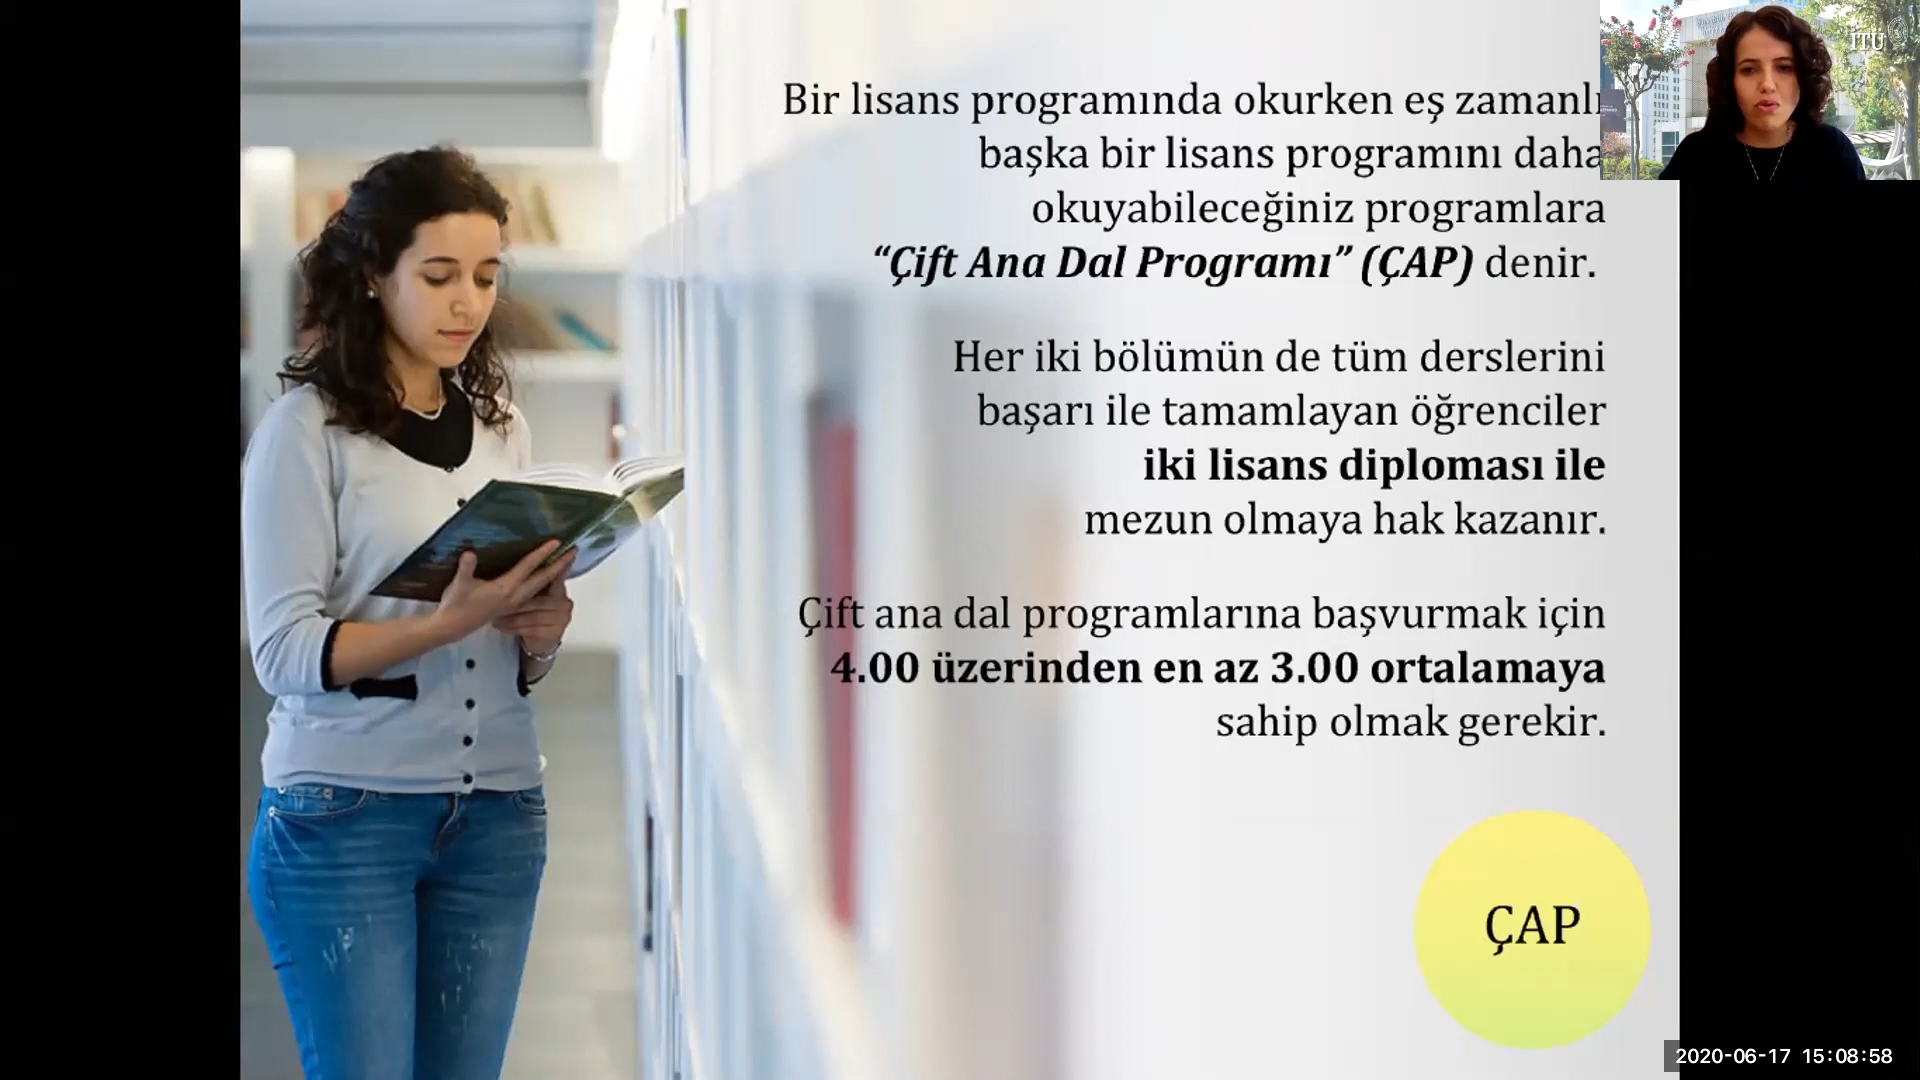 Bir lisans programında okurken eş zamanlı
başka bir lisans programını daha
okuyabileceğiniz programlara
“Çift Ana Dal Programı” (ÇAP) denir.
Her iki bölümün de tüm derslerini
başarı ile tamamlayan öğrenciler
iki lisans diploması ile
mezun olmaya hak kazanır.
Çift ana dal programlarına başvurmak için
4.00 üzerinden en az 3.00 ortalamaya
sahip olmak gerekir.
ÇAP
İTÜ
2020-06-17 15:08:58